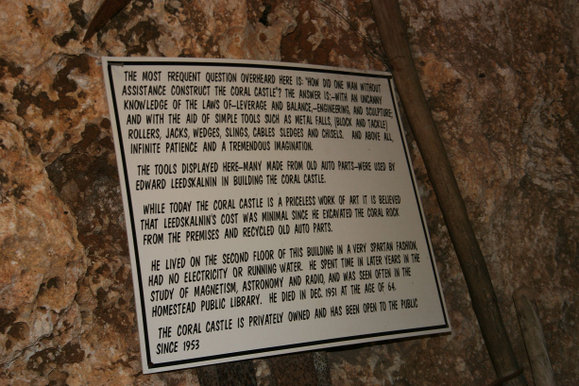 THE MOST FREQUENT QUESTION OVERHEARD HERE IS: "HOW DID ONE MAN WITHOUT
ASSISTANCE CONSTRUCT THE CORAL CASTLE"? THE ANSWER IS;-WITH AN UNCANNY
KNOWLEDGE OF THE LAWS OF-LEVERAGE AND BALANCE,-ENGINEERING, AND SCULPTURE;
AND WITH THE AID OF SIMPLE TOOLS SUCH AS METAL FALLS, (BLOCK AND TACKLE)
ROLLERS, JACKS, WEDGES, SLINGS, CABLES SLEDGES AND CHISELS. AND ABOVE ALL,
INFINITE PATIENCE AND A TREMENDOUS IMAGINATION.
THE TOOLS DISPLAYED HERE-MANY MADE FROM OLD AUTO PARTS-WERE USED BY
EDWARD LEEDSKALNIN IN BUILDING THE CORAL CASTLE.
WHILE TODAY THE CORAL CASTLE IS A PRICELESS WORK OF ART IT IS BELIEVED
THAT LEEDSKALNIN'S COST WAS MINIMAL SINCE HE EXCAVATED THE CORAL ROCK
FROM THE PREMISES AND RECYCLED OLD AUTO PARTS.
HE LIVED ON THE SECOND FLOOR OF THIS BUILDING IN A VERY SPARTAN FASHION,
HAD NO ELECTRICITY OR RUNNING WATER. HE SPENT TIME IN LATER YEARS IN THE
STUDY OF MAGNETISM, ASTRONOMY AND RADIO, AND WAS SEEN OFTEN IN THE
HOMESTEAD PUBLIC LIBRARY. HE DIED IN DEC. 1951 AT THE AGE OF 64.
THE CORAL CASTLE IS PRIVATELY OWNED AND HAS BEEN OPEN TO THE PUBLIC
SINCE 1953